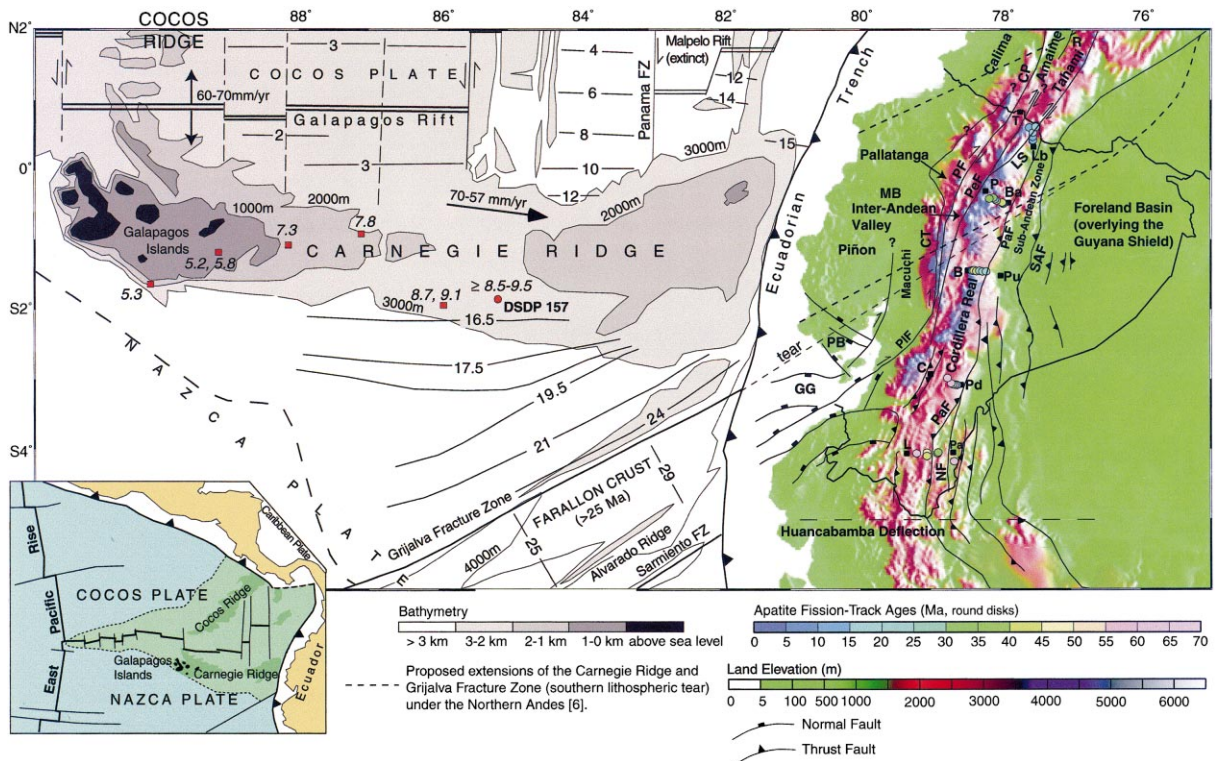 COCOS
RIDGE
88°
86°
84°
82°
80°
78°
76°
N2°
0°
S2°
S4°
3
COCOS PLATE
60-70mm/yr
Galapagos Rift
2
3
Panama FZ
4
6
8
10
12
Malpelo Rift
(extinct)
12
14
15
3000m
2000m
1000m
2000m
70-57 mm/yr
Galapagos
Islands
CARNEGIE RIDGE
7.8
7.3
5.2, 5.8
5.3
8.7, 9.1
≥ 8.5-9.5
DSDP 157
3000m
16.5
17.5
19.5
21
24
NAZCA PLATE
Grijalva Fracture Zone
FARALLON CRUST
(>25 Ma)
25
29
4000m
Alvarado Ridge
Sarmiento FZ
Ecuadorian Trench
tear
Calima
CP
Amaime
Tahami
R
?
?
T
Pallatanga
PF
PeF
LS
Lb
P
Ba
MB
Inter-Andean
Valley
CT
PaF
Sub-Andean Zone
SAF
Foreland Basin
(overlying the
Guyana Shield)
Piñon
?
Macuchi
B
Pu
Cordillera Real
PB
PlF
GG
C
Pd
PaF
L
Pa
Z
NF
Huancabamba Deflection
Rise
Pacific
East
COCOS PLATE
Cocos Ridge
Caribbean Plate
Galapagos
Islands
Carnegie Ridge
NAZCA PLATE
Ecuador
Bathymetry
> 3 km
3-2 km
2-1 km
1-0 km
above sea level
Proposed extensions of the Carnegie Ridge and
Grijalva Fracture Zone (southern lithospheric tear)
under the Northern Andes [6].
Apatite Fission-Track Ages (Ma, round disks)
0 5 10 15 20 25 30 35 40 45 50 55 60 65 70
Land Elevation (m)
0 5 100 500 1000 2000 3000 4000 5000 6000
Normal Fault
Thrust Fault